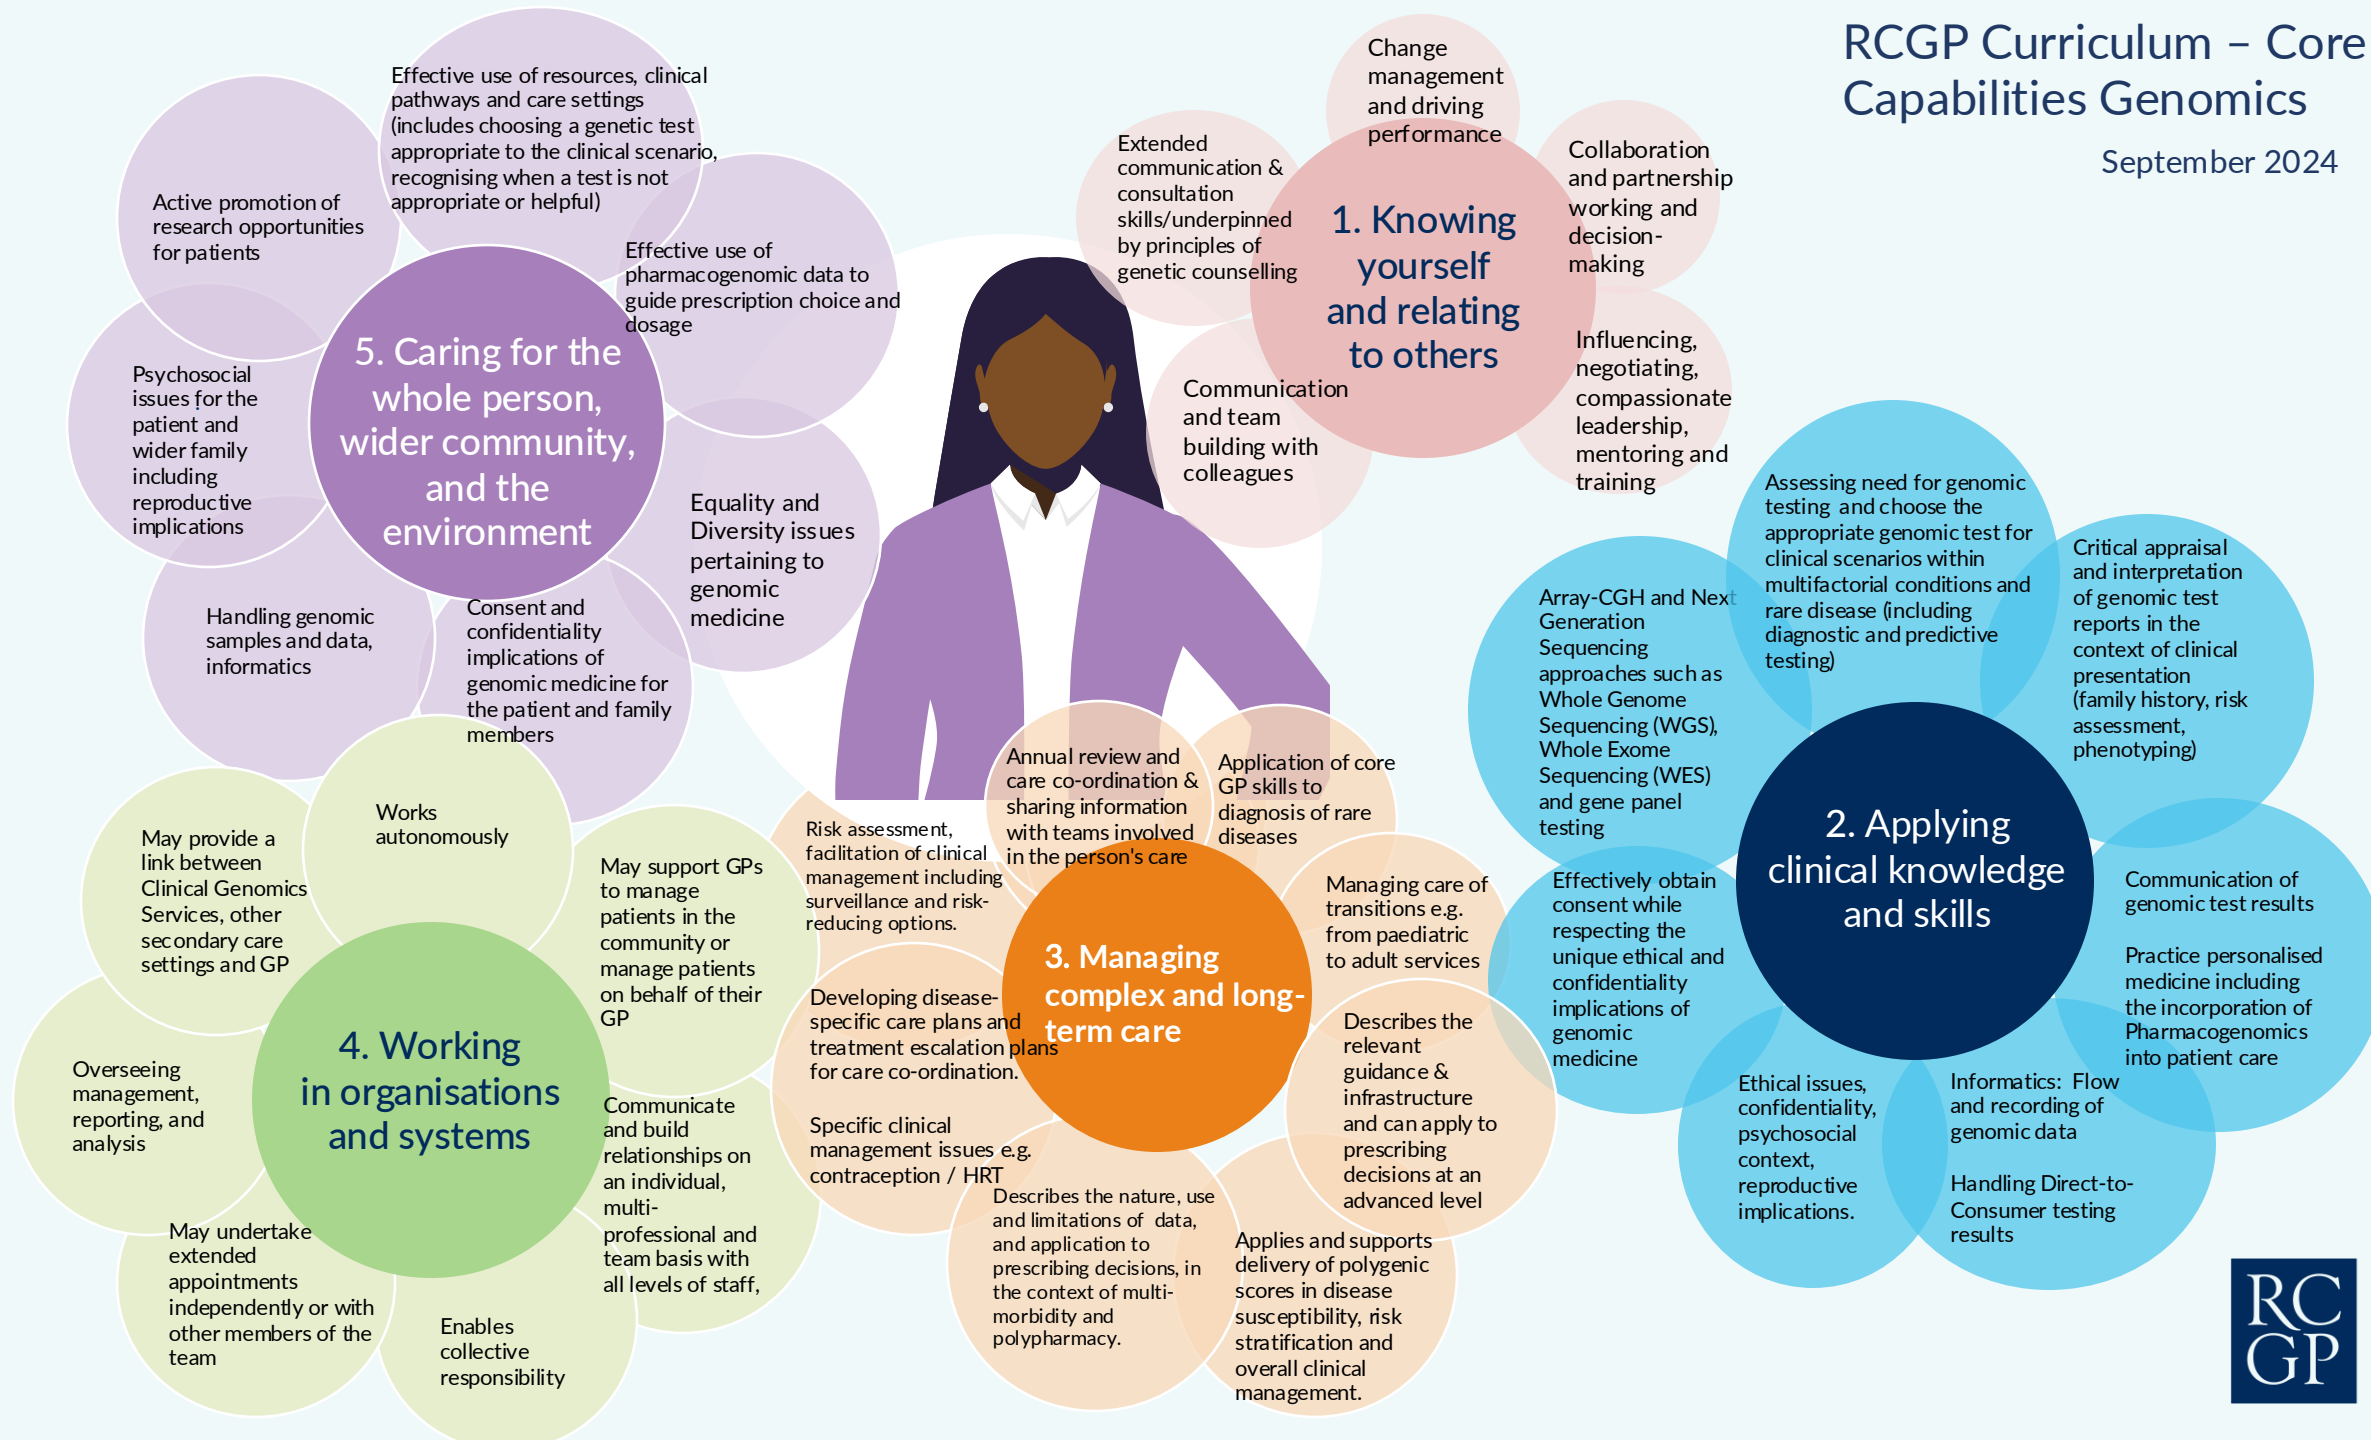 RCGP Curriculum – Core
Capabilities Genomics
September 2024
1. Knowing
yourself
and relating
to others
Change
management
and driving
performance
Collaboration
and partnership
working and
decision-
making
Influencing,
negotiating,
compassionate
leadership,
mentoring and
training
Communication
and team
building with
colleagues
Extended
communication &
consultation
skills/underpinned
by principles of
genetic counselling
2. Applying
clinical knowledge
and skills
Assessing need for genomic
testing and choose the
appropriate genomic test for
clinical scenarios within
multifactorial conditions and
rare disease (including
diagnostic and predictive
testing)
Critical appraisal
and interpretation
of genomic test
reports in the
context of clinical
presentation
(family history, risk
assessment,
phenotyping)
Communication of
genomic test results
Practice personalised
medicine including
the incorporation of
Pharmacogenomics
into patient care
Informatics: Flow
and recording of
genomic data
Handling Direct-to-
Consumer testing
results
Ethical issues,
confidentiality,
psychosocial
context,
reproductive
implications.
Effectively obtain
consent while
respecting the
unique ethical and
confidentiality
implications of
genomic
medicine
Array-CGH and Next
Generation
Sequencing
approaches such as
Whole Genome
Sequencing (WGS),
Whole Exome
Sequencing (WES)
and gene panel
testing
3. Managing
complex and long-
term care
Annual review and
care co-ordination &
sharing information
with teams involved
in the person's care
Application of core
GP skills to
diagnosis of rare
diseases
Managing care of
transitions e.g.
from paediatric
to adult services
Describes the
relevant
guidance &
infrastructure
and can apply to
prescribing
decisions at an
advanced level
Applies and supports
delivery of polygenic
scores in disease
susceptibility, risk
stratification and
overall clinical
management.
Describes the nature, use
and limitations of data,
and application to
prescribing decisions, in
the context of multi-
morbidity and
polypharmacy.
Developing disease-
specific care plans and
treatment escalation plans
for care co-ordination.
Specific clinical
management issues e.g.
contraception / HRT
Risk assessment,
facilitation of clinical
management including
surveillance and risk-
reducing options.
4. Working
in organisations
and systems
Works
autonomously
May support GPs
to manage
patients in the
community or
manage patients
on behalf of their
GP
Communicate
and build
relationships on
an individual,
multi-
professional and
team basis with
all levels of staff,
Enables
collective
responsibility
May undertake
extended
appointments
independently or with
other members of the
team
Overseeing
management,
reporting, and
analysis
May provide a
link between
Clinical Genomics
Services, other
secondary care
settings and GP
5. Caring for the
whole person,
wider community,
and the
environment
Effective use of resources, clinical
pathways and care settings
(includes choosing a genetic test
appropriate to the clinical scenario,
recognising when a test is not
appropriate or helpful)
Effective use of
pharmacogenomic data to
guide prescription choice and
dosage
Equality and
Diversity issues
pertaining to
genomic
medicine
Consent and
confidentiality
implications of
genomic medicine for
the patient and family
members
Handling genomic
samples and data,
informatics
Psychosocial
issues for the
patient and
wider family
including
reproductive
implications
Active promotion of
research opportunities
for patients
RC
GP